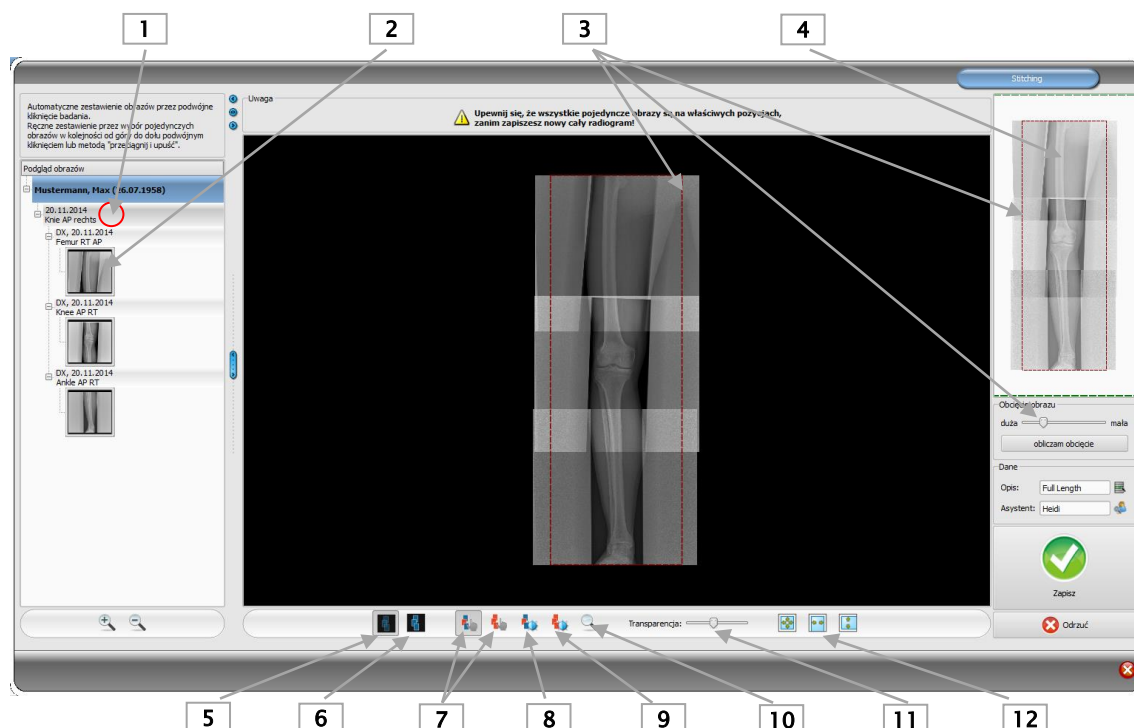 1
2
3
4
Stitching
Automatyczne zestawienie obrazów przez podwójne
kliknięcie badania.
Ręczne zestawienie przez wybór pojedynczych
obrazów w kolejności od góry do dołu podwójnym
kliknięciem lub metodą "przeciągnij i upuść".
Uwaga
Upewnij się, że wszystkie pojedyncze obrazy są na właściwych pozycjach,
zanim zapiszesz nowy cały radiogram!
Podgląd obrazów
Mustermann, Max (26.07.1958)
20.11.2014
Knie AP rechts
DX, 20.11.2014
Femur RT AP
DX, 20.11.2014
Knee AP RT
DX, 20.11.2014
Ankle AP RT
Obcięcie obrazu
duża
mała
obliczam obcięcie
Dane
Opis: Full Length
Asystent: Heidi
Zapisz
Odrzuć
Transparencja:
5
6
7
8
9
10
11
12